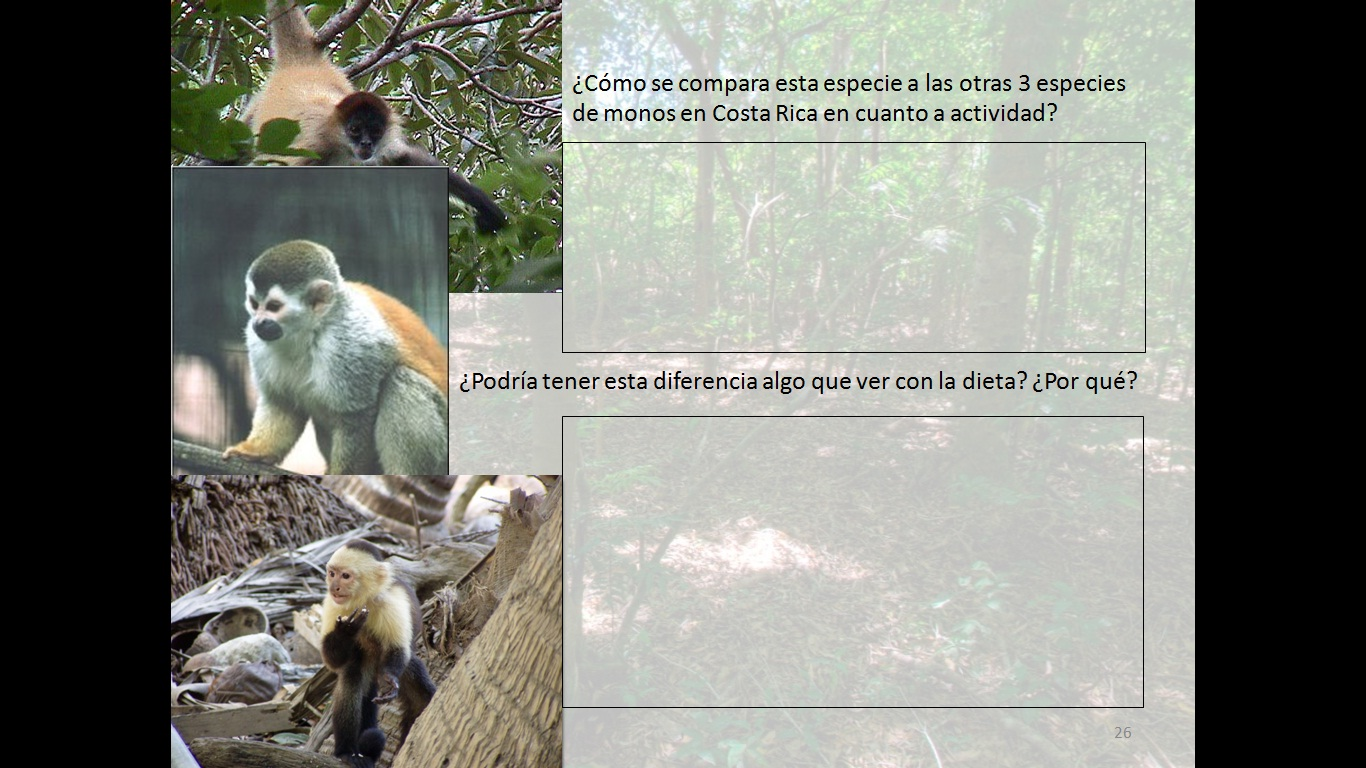 ¿Cómo se compara esta especie a las otras 3 especies
de monos en Costa Rica en cuanto a actividad?
¿Podría tener esta diferencia algo que ver con la dieta? ¿Por qué?
26